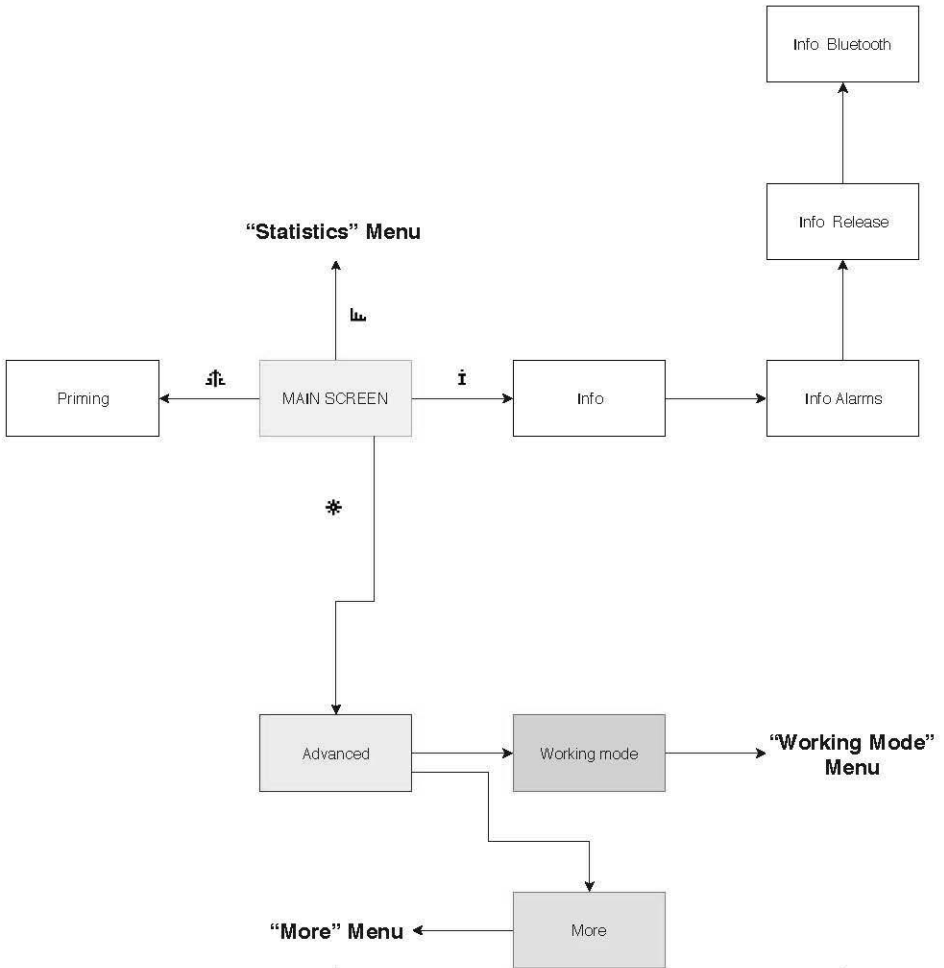 Info Bluetooth
Info Release
“Statistics” Menu
Priming
MAIN SCREEN
i
Info
Info Alarms
Advanced
Working mode
“Working Mode”
Menu
“More” Menu
More